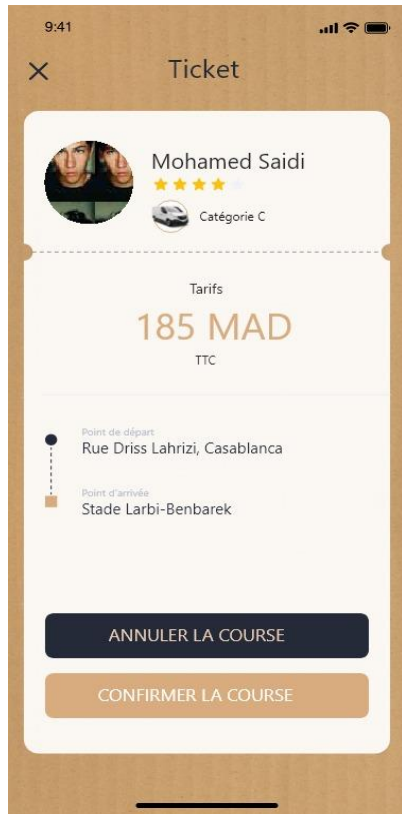 9:41
Ticket
Mohamed Saidi
Catégorie C
Tarifs
185 MAD
TTC
Point de départ
Rue Driss Lahrizi, Casablanca
Point d'arrivée
Stade Larbi-Benbarek
ANNULER LA COURSE
CONFIRMER LA COURSE